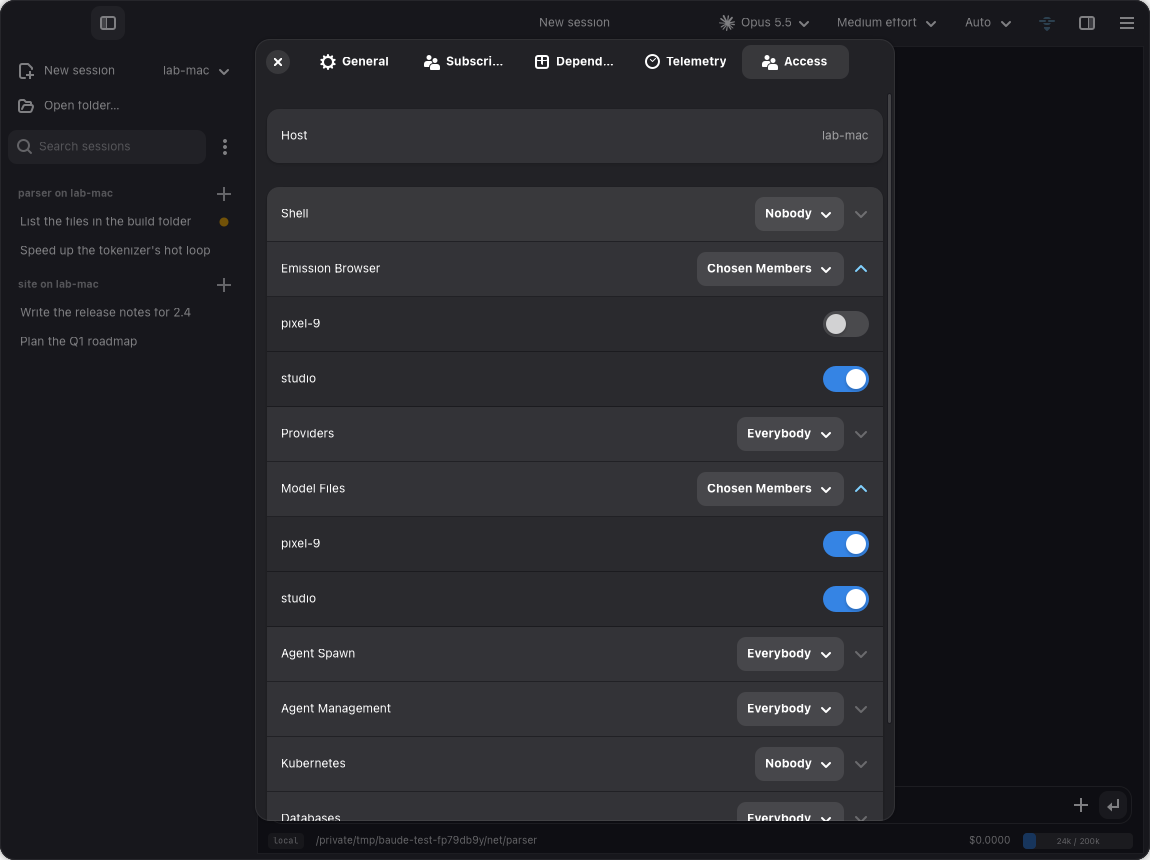 New session
Opus 5.5
Medium effort
Auto
New session
lab-mac
Open folder...
Search sessions
parser on lab-mac
List the files in the build folder
Speed up the tokenizer's hot loop
site on lab-mac
Write the release notes for 2.4
Plan the Q1 roadmap
General
Subscri...
Depend...
Telemetry
Access
Host
lab-mac
Shell
Nobody
Emission Browser
Chosen Members
pixel-9
studio
Providers
Everybody
Model Files
Chosen Members
pixel-9
studio
Agent Spawn
Everybody
Agent Management
Everybody
Kubernetes
Nobody
Databases
Everybody
local
/private/tmp/baude-test-fp79db9y/net/parser
$0.0000
24k / 200k